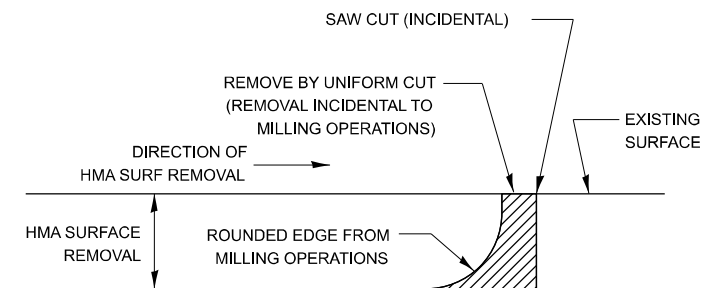 SAW CUT (INCIDENTAL)
REMOVE BY UNIFORM CUT
(REMOVAL INCIDENTAL TO
MILLING OPERATIONS)
EXISTING
SURFACE
DIRECTION OF
HMA SURF REMOVAL
HMA SURFACE
REMOVAL
ROUNDED EDGE FROM
MILLING OPERATIONS